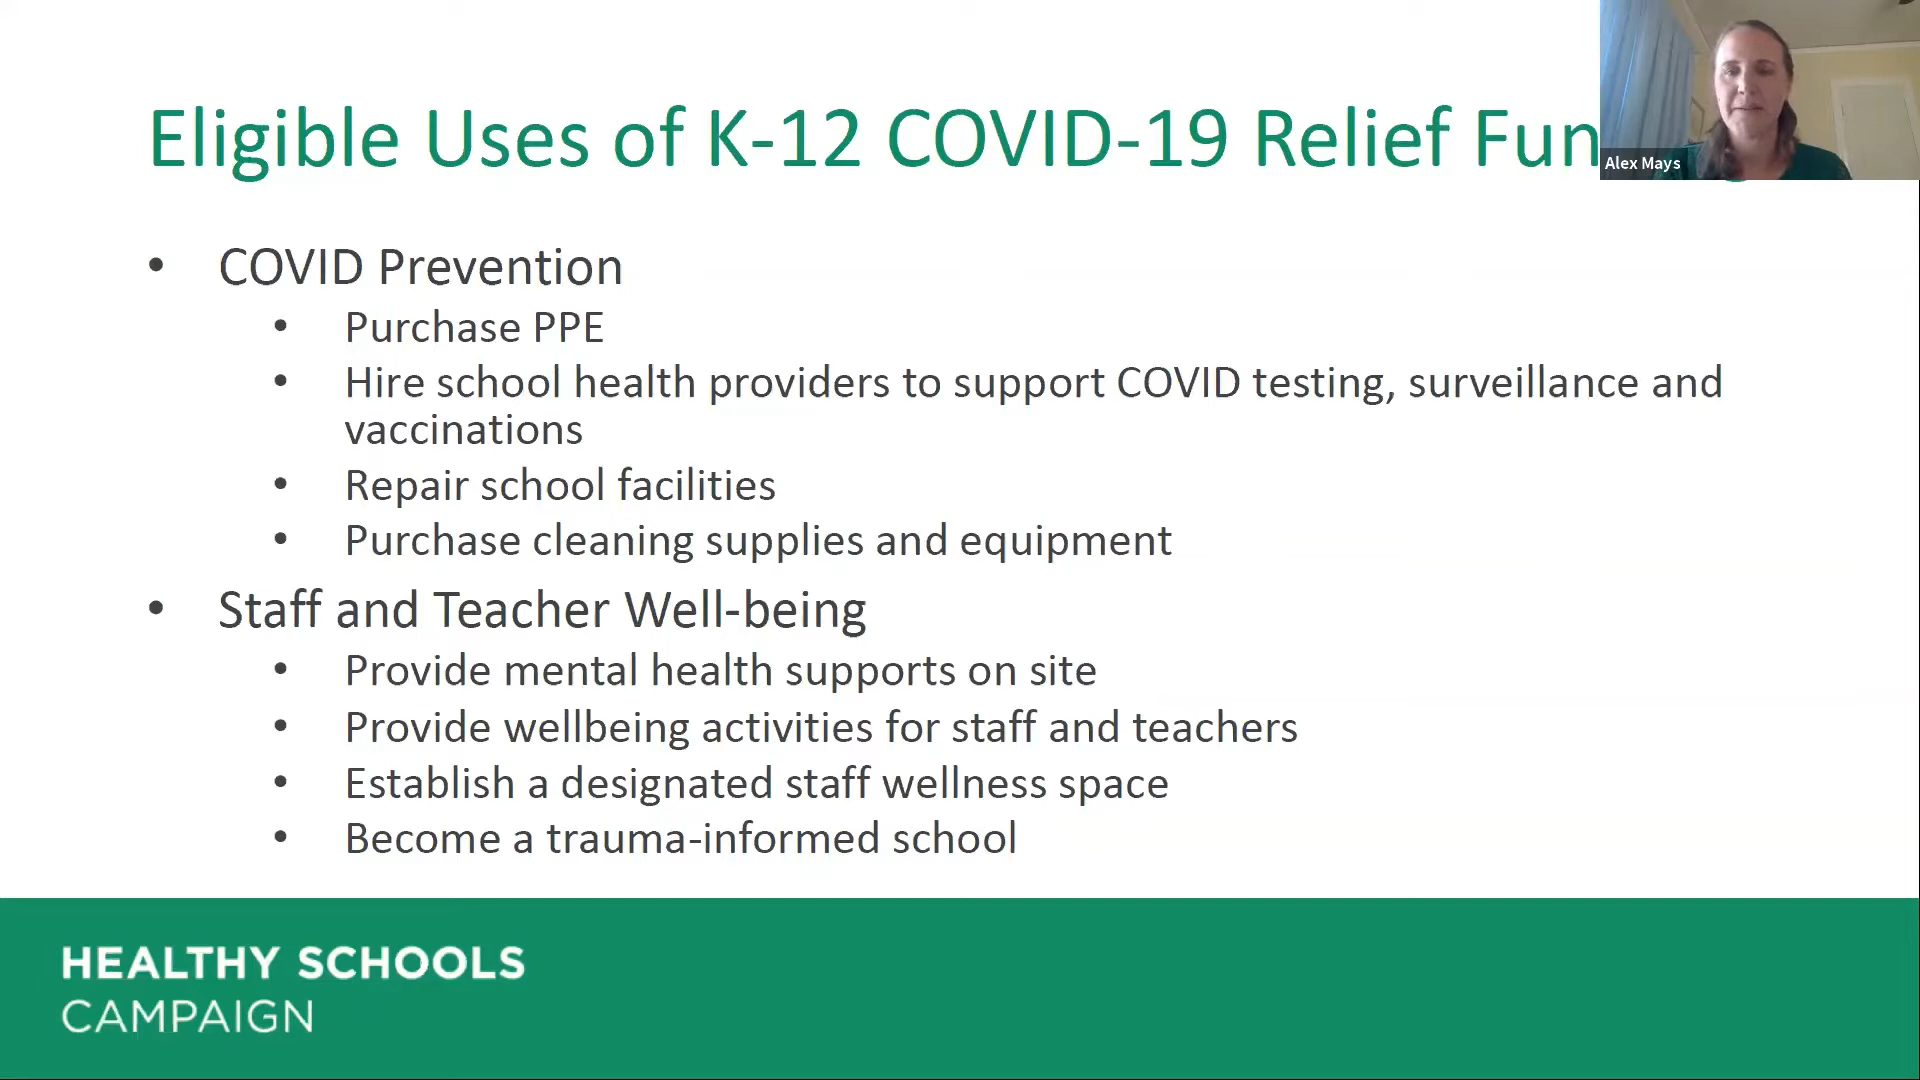 Eligible Uses of K-12 COVID-19 Relief Fun
Alex Mays
• COVID Prevention
• Purchase PPE
• Hire school health providers to support COVID testing, surveillance and
vaccinations
• Repair school facilities
• Purchase cleaning supplies and equipment
• Staff and Teacher Well-being
• Provide mental health supports on site
• Provide wellbeing activities for staff and teachers
• Establish a designated staff wellness space
• Become a trauma-informed school
HEALTHY SCHOOLS
CAMPAIGN